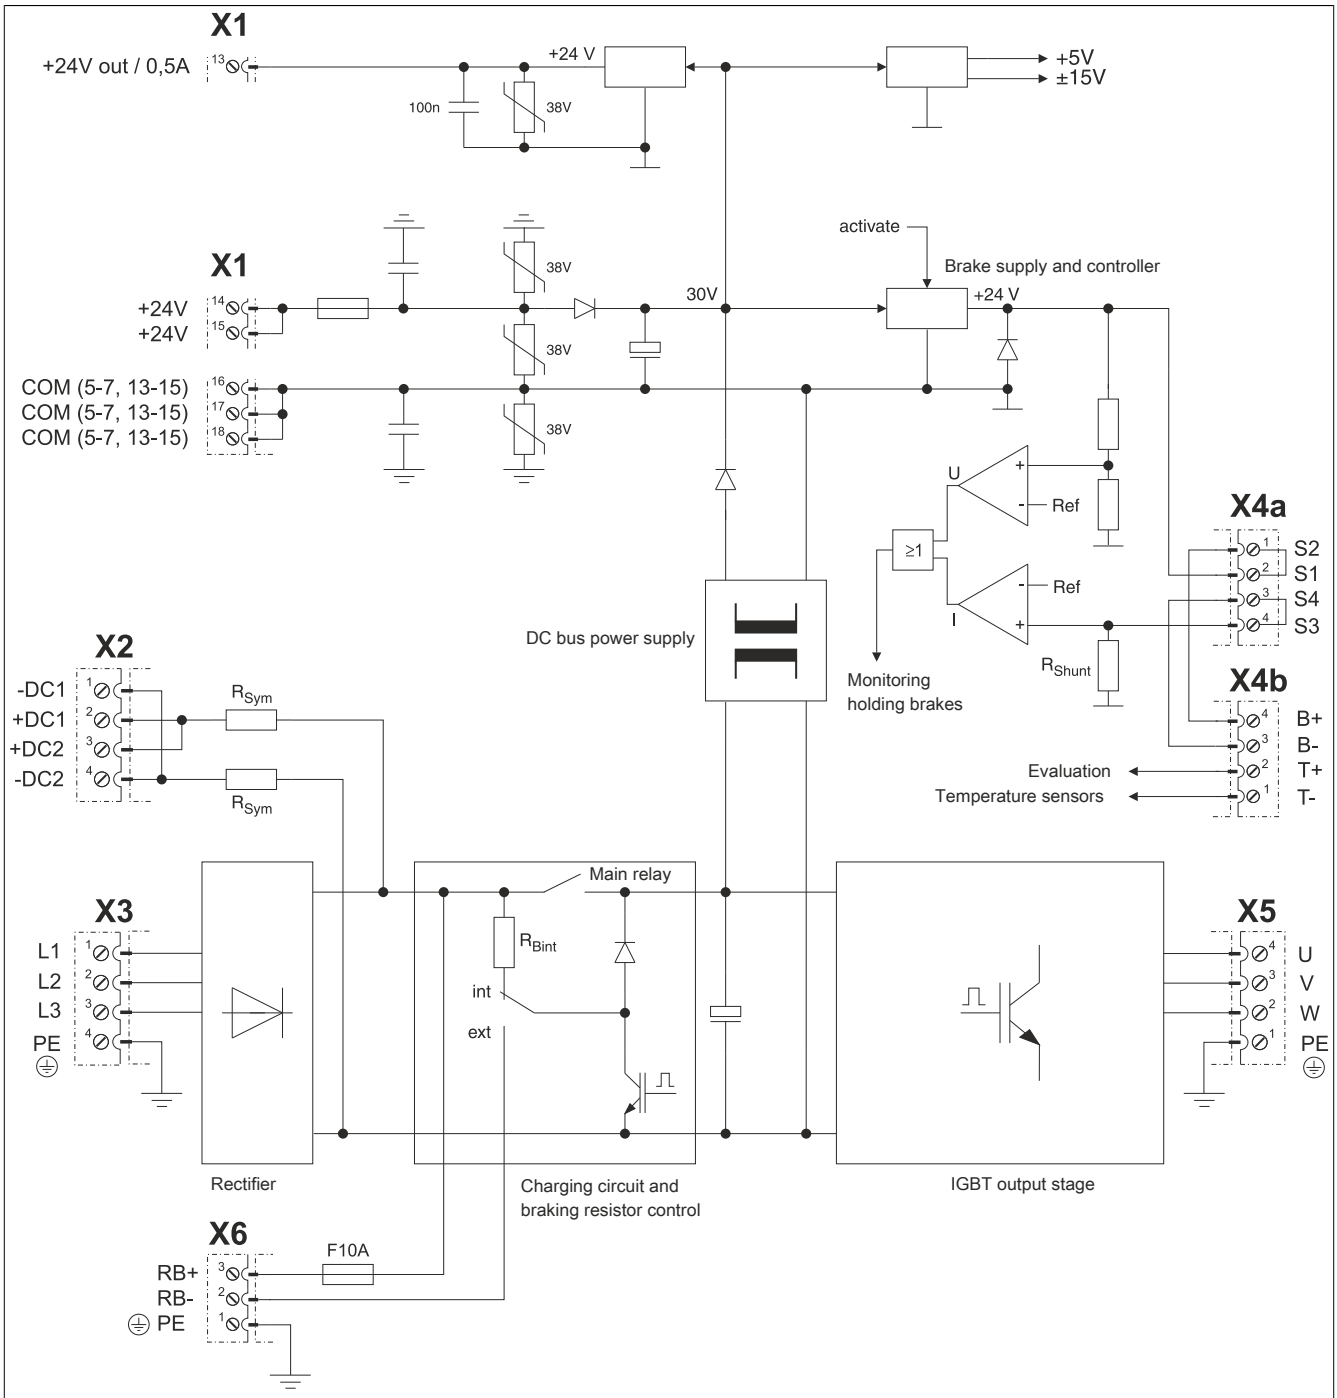 X1
+24V out / 0,5A
13
+24 V
+5V
±15V
100n
38V
activate
X1
38V
Brake supply and controller
+24V
14
30V
+24 V
+24V
15
38V
COM (5-7, 13-15)
16
COM (5-7, 13-15)
17
COM (5-7, 13-15)
18
38V
U
+
-
Ref
≥1
X4a
1
S2
2
S1
3
S4
4
S3
-
Ref
I
+
R Shunt
Monitoring
holding brakes
DC bus power supply
X2
-DC1
1
+DC1
2
+DC2
3
-DC2
4
R Sym
R Sym
X4b
4
B+
3
B-
Evaluation
2
T+
Temperature sensors
1
T-
Main relay
X3
L1
1
L2
2
L3
3
PE
4
R Bint
int
ext
X5
4
U
3
V
2
W
1
PE
Rectifier
Charging circuit and
braking resistor control
IGBT output stage
X6
F10A
RB+
3
RB-
2
PE
1